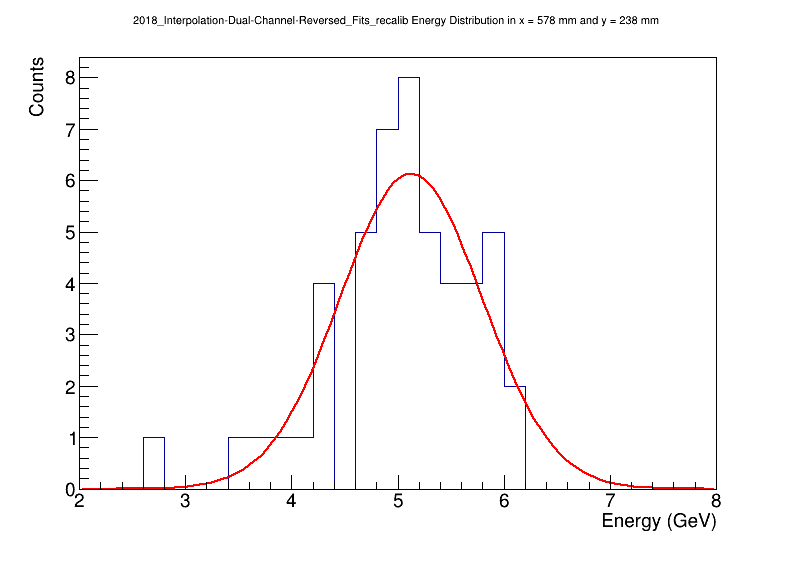 2018_Interpolation-Dual-Channel-Reversed_Fits_recalib Energy Distribution in x = 578 mm and y = 238 mm
Counts
8
7
6
5
4
3
2
1
0
2 3 4 5 6 7 8
Energy (GeV)